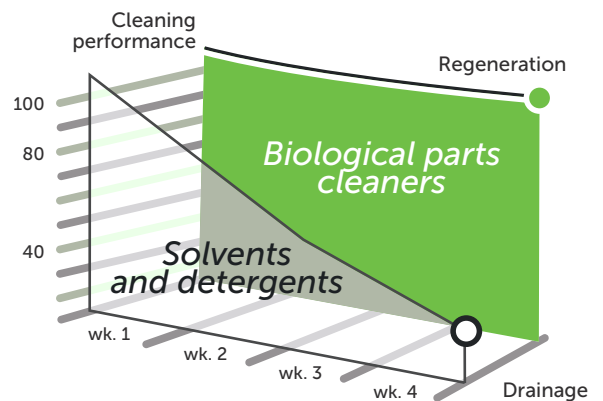 Cleaning
performance
Regeneration
100
80
40
Biological parts
cleaners
Solvents
and detergents
wk. 1
wk. 2
wk. 3
wk. 4
Drainage